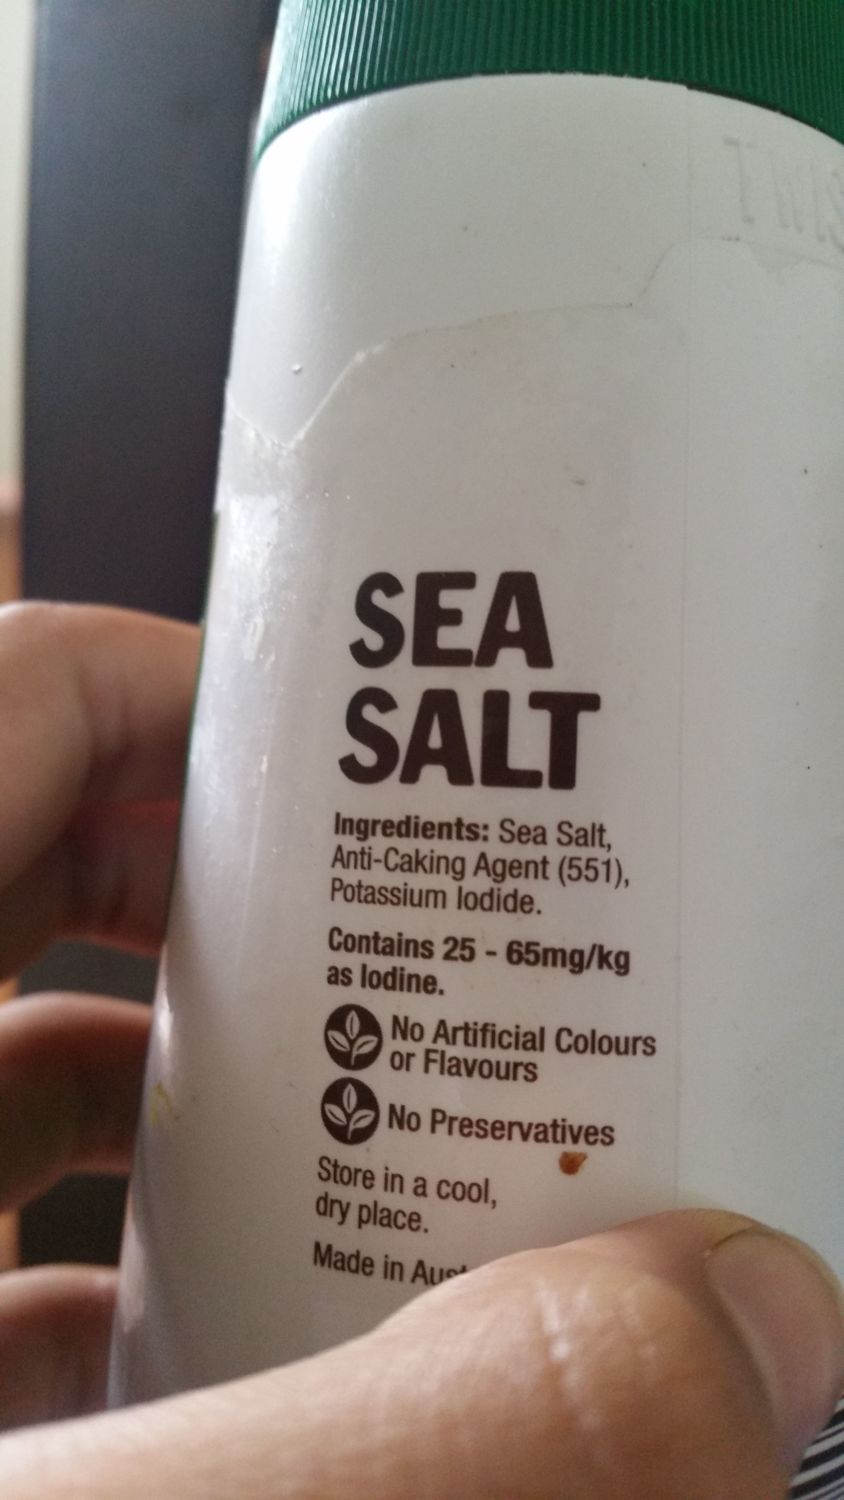 SEA
SALT
Ingredients: Sea Salt,
Anti-Caking Agent (551),
Potassium Iodide.
Contains 25 - 65mg/kg
as Iodine.
No Artificial Colours
or Flavours
No Preservatives
Store in a cool,
dry place.
Made in